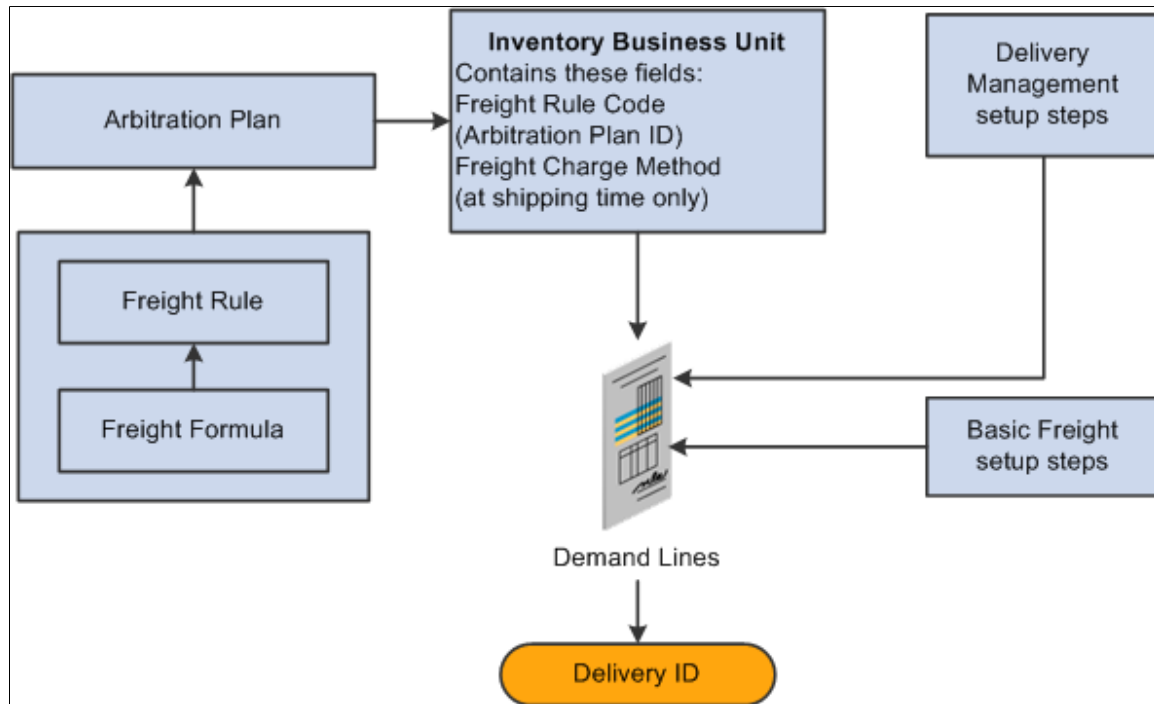 Arbitration Plan
Inventory Business Unit
Contains these fields:
Freight Rule Code
(Arbitration Plan ID)
Freight Charge Method
(at shipping time only)
Delivery
Management
setup steps
Freight Rule
Freight Formula
Basic Freight
setup steps
Demand Lines
Delivery ID